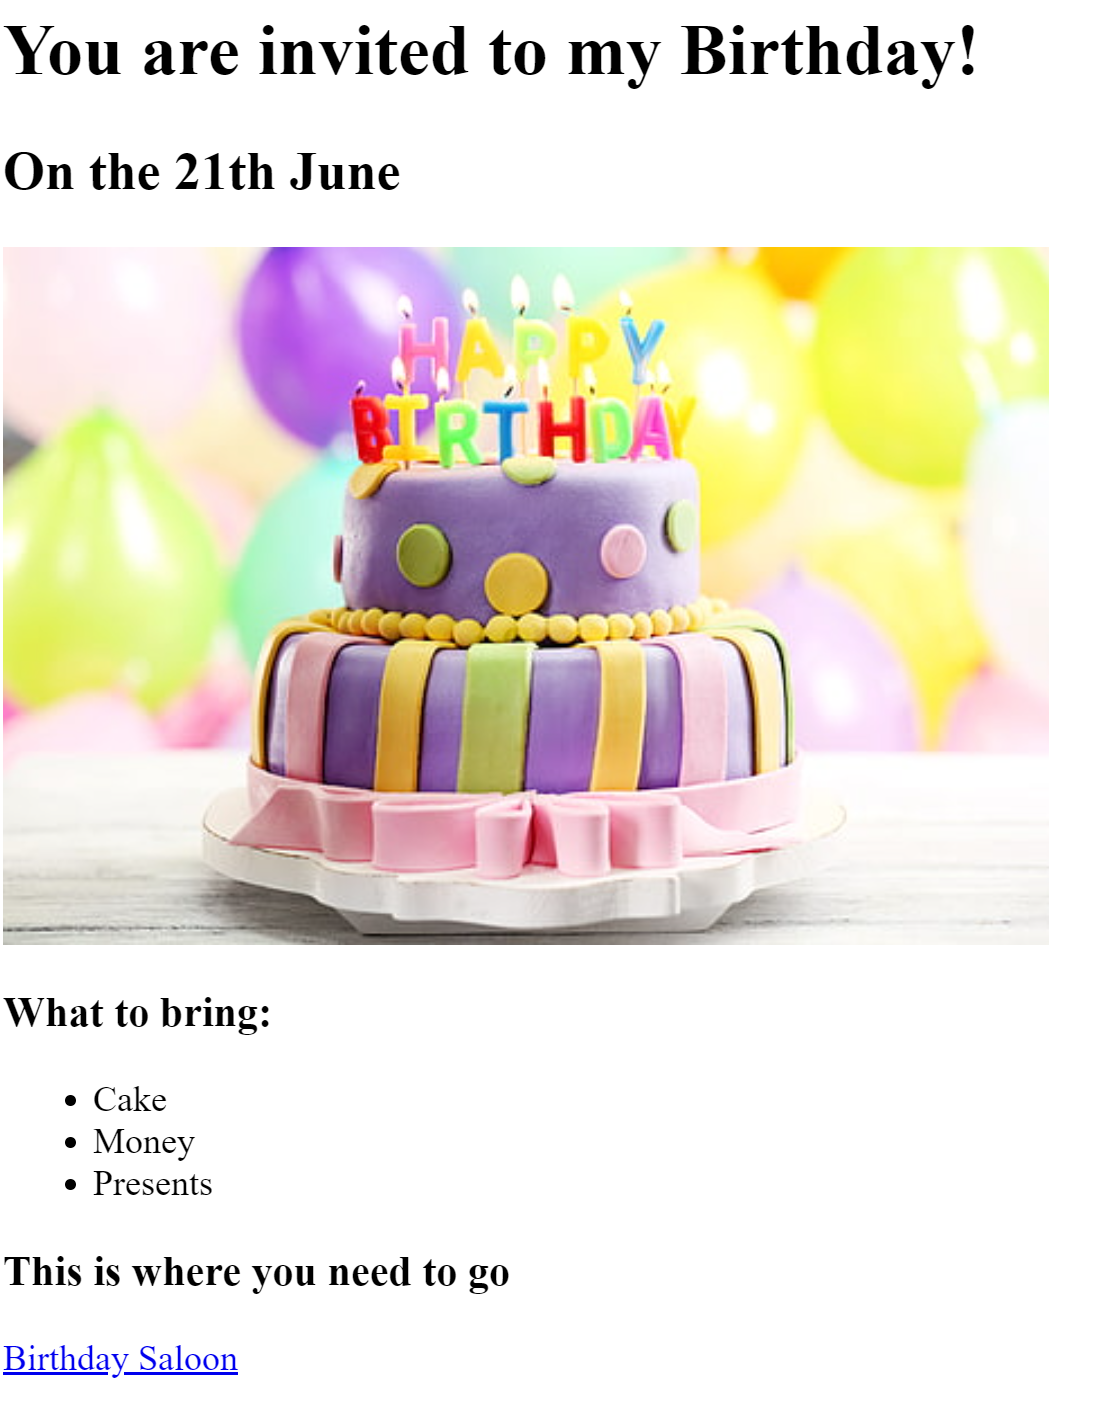 You are invited to my Birthday!
On the 21th June
HAPPY
BIRTHDAY
What to bring:
Cake
Money
Presents
This is where you need to go
Birthday Saloon